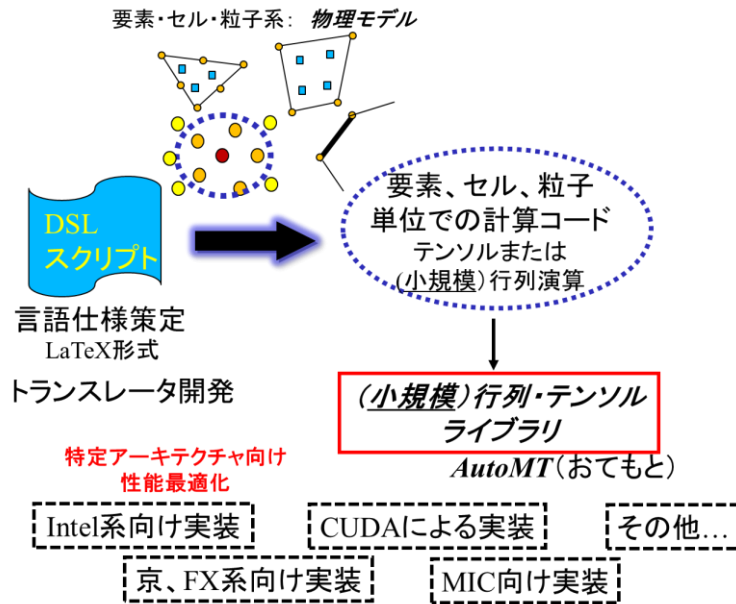 要素・セル・粒子系： 物理モデル
DSL
スクリプト
要素、セル、粒子
単位での計算コード
テンソルまたは
(小規模)行列演算
言語仕様策定
LaTeX形式
トランスレータ開発
(小規模)行列・テンソル
ライブラリ
AutoMT(おてもと)
特定アーキテクチャ向け
性能最適化
Intel系向け実装
CUDAによる実装
その他…
京、FX系向け実装
MIC向け実装